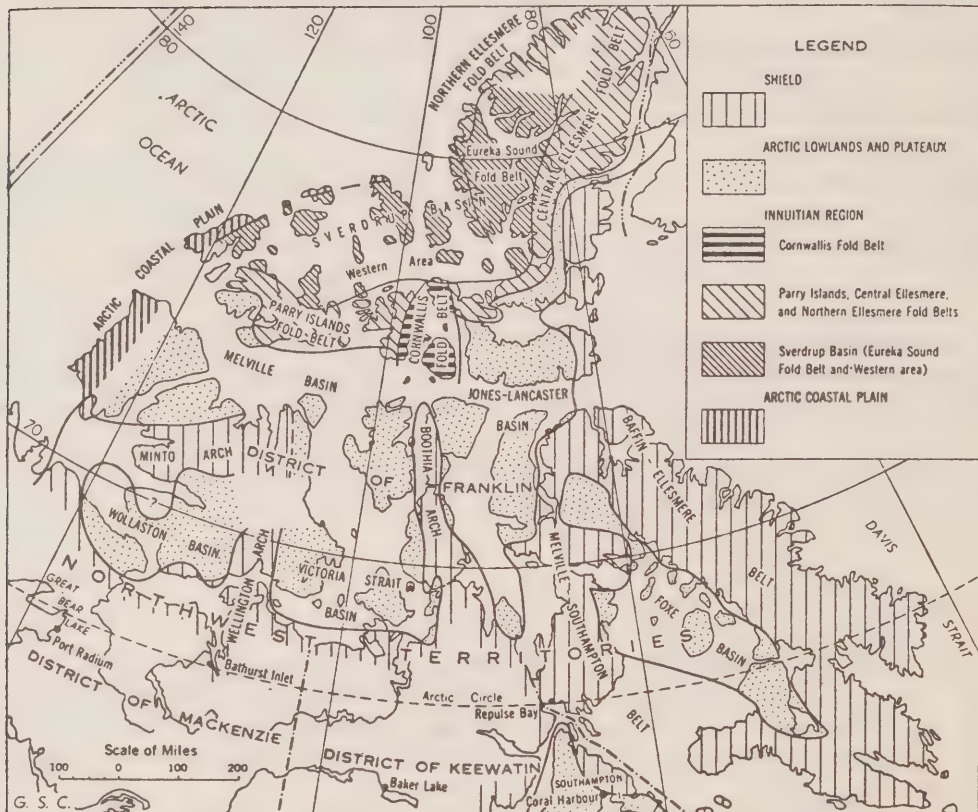 80
140
120
100
80
60
ARCTIC
OCEAN
NORTHERN ELLESMERE
FOLD BELT
CENTRAL ELLESMERE FOLD BELT
Eureka Sound
Fold Belt
SVERDRUP BASIN
Western Area
ARCTIC COASTAL PLAIN
PARRY ISLANDS
FOLD-BELT
CORNWALLIS
FOLD BELT
MELVILLE
BASIN
JONES-LANCASTER
BASIN
70
MINTO ARCH
DISTRICT
OF
FRANKLIN
BOOTHIA
ARCH
BAFFIN
ELLESMERE
BELT
DAVIS
STRAIT
WOLLASTON
BASIN
WELLINGTON
ARCH
VICTORIA
STRAIT
BASIN
MELVILLE
SOUTHAMPTON
BELT
FOXE
BASIN
NORTHWEST TERRITORIES
GREAT
BEAR
LAKE
Port Radium
Bathurst Inlet
DISTRICT
OF
MACKENZIE
Arctic Circle
Repulse Bay
DISTRICT OF KEEWATIN
Baker Lake
SOUTHAMPTON
I
Coral Harbour
Scale of Miles
100 0 100 200
G. S. C.
LEGEND
SHIELD
ARCTIC LOWLANDS AND PLATEAUX
INNUITIAN REGION
Cornwallis Fold Belt
Parry Islands, Central Ellesmere,
and Northern Ellesmere Fold Belts
Sverdrup Basin (Eureka Sound
Fold Belt and Western area)
ARCTIC COASTAL PLAIN